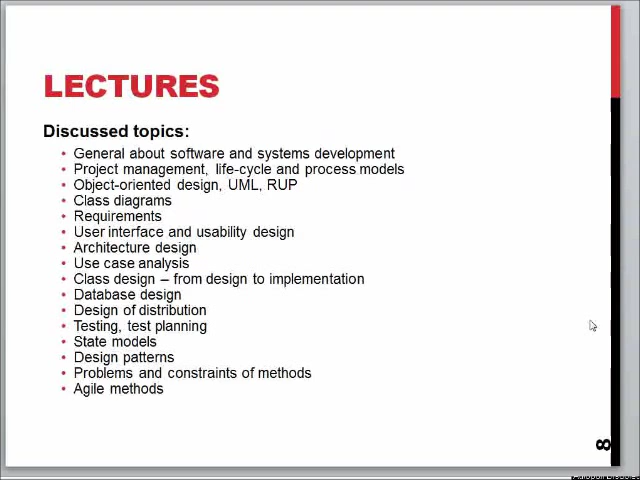 LECTURES
Discussed topics:
• General about software and systems development
• Project management, life-cycle and process models
• Object-oriented design, UML, RUP
• Class diagrams
• Requirements
• User interface and usability design
• Architecture design
• Use case analysis
• Class design – from design to implementation
• Database design
• Design of distribution
• Testing, test planning
• State models
• Design patterns
• Problems and constraints of methods
• Agile methods
8